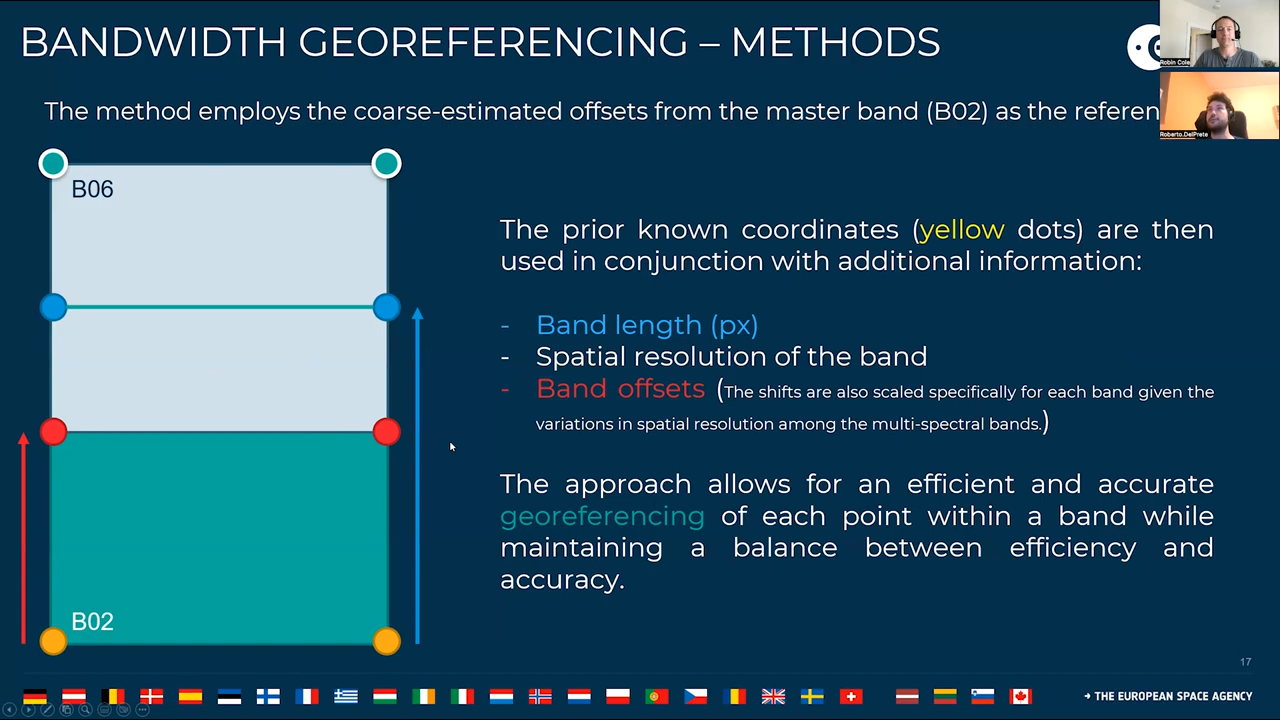 BANDWIDTH GEOREFERENCING – METHODS
Robin Cole
The method employs the coarse-estimated offsets from the master band (B02) as the referen
Roberto.DelPrete
B06
The prior known coordinates (yellow dots) are then
used in conjunction with additional information:
- Band length (px)
- Spatial resolution of the band
- Band offsets (The shifts are also scaled specifically for each band given the
variations in spatial resolution among the multi-spectral bands.)
The approach allows for an efficient and accurate
georeferencing of each point within a band while
maintaining a balance between efficiency and
accuracy.
B02
17
→ THE EUROPEAN SPACE AGENCY